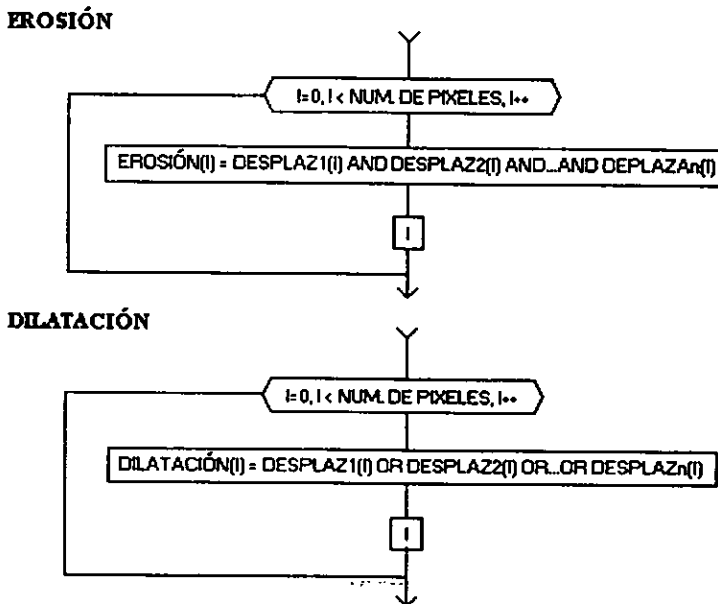 EROSIÓN
I=0, I < NUM. DE PIXELES, I++
EROSIÓN(I) = DESPLAZ1(I) AND DESPLAZ2(I) AND...AND DEPLAZAn(I)
I
DILATACIÓN
I=0, I < NUM. DE PIXELES, I++
DILATACIÓN(I) = DESPLAZ1(I) OR DESPLAZ2(I) OR...OR DESPLAZn(I)
I